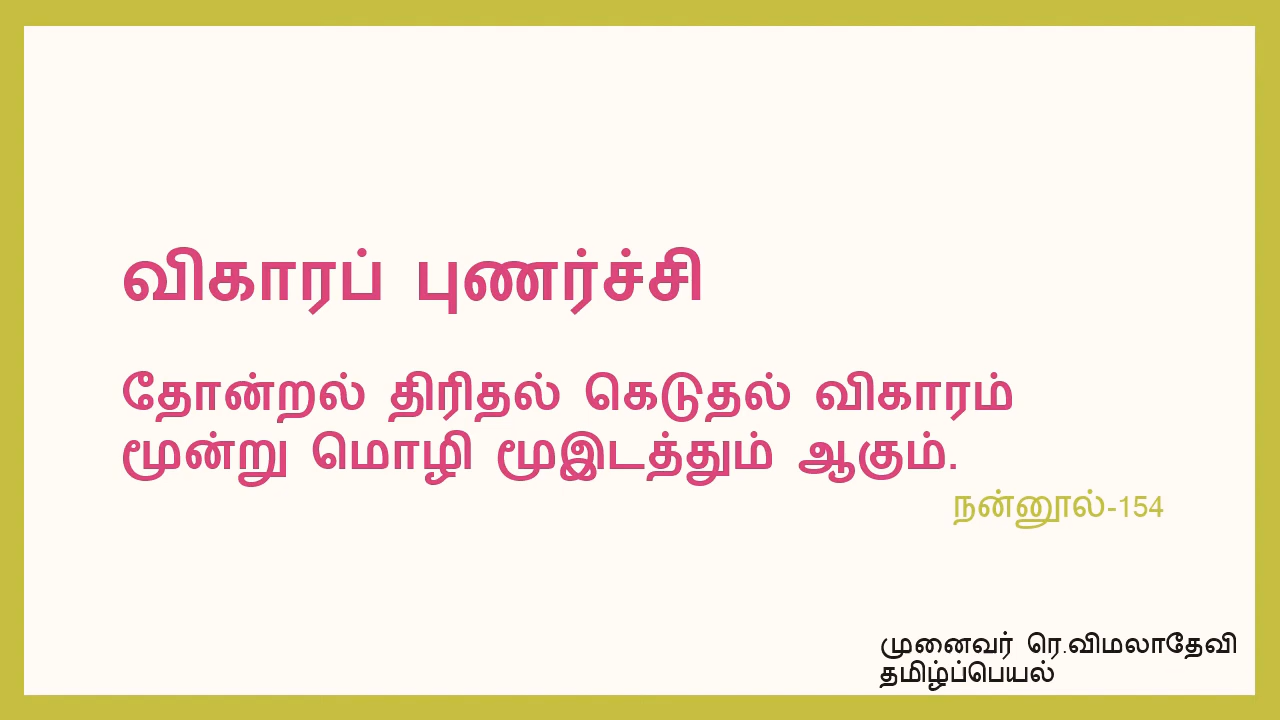 விகாரப் புணர்ச்சி
தோன்றல் திரிதல் கெடுதல் விகாரம்
மூன்று மொழி மூஇடத்தும் ஆகும்.
நன்னூல்-154
முனைவர் ரெ.விமலாதேவி
தமிழ்ப்பெயல்